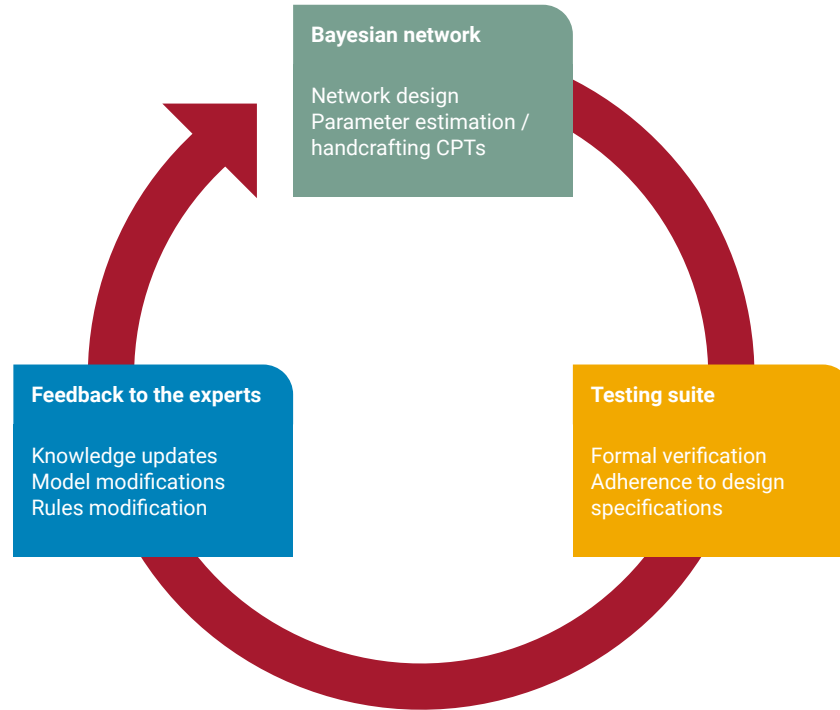 Bayesian network
Network design
Parameter estimation /
handcrafting CPTs
Feedback to the experts
Knowledge updates
Model modifications
Rules modification
Testing suite
Formal verification
Adherence to design
specifications